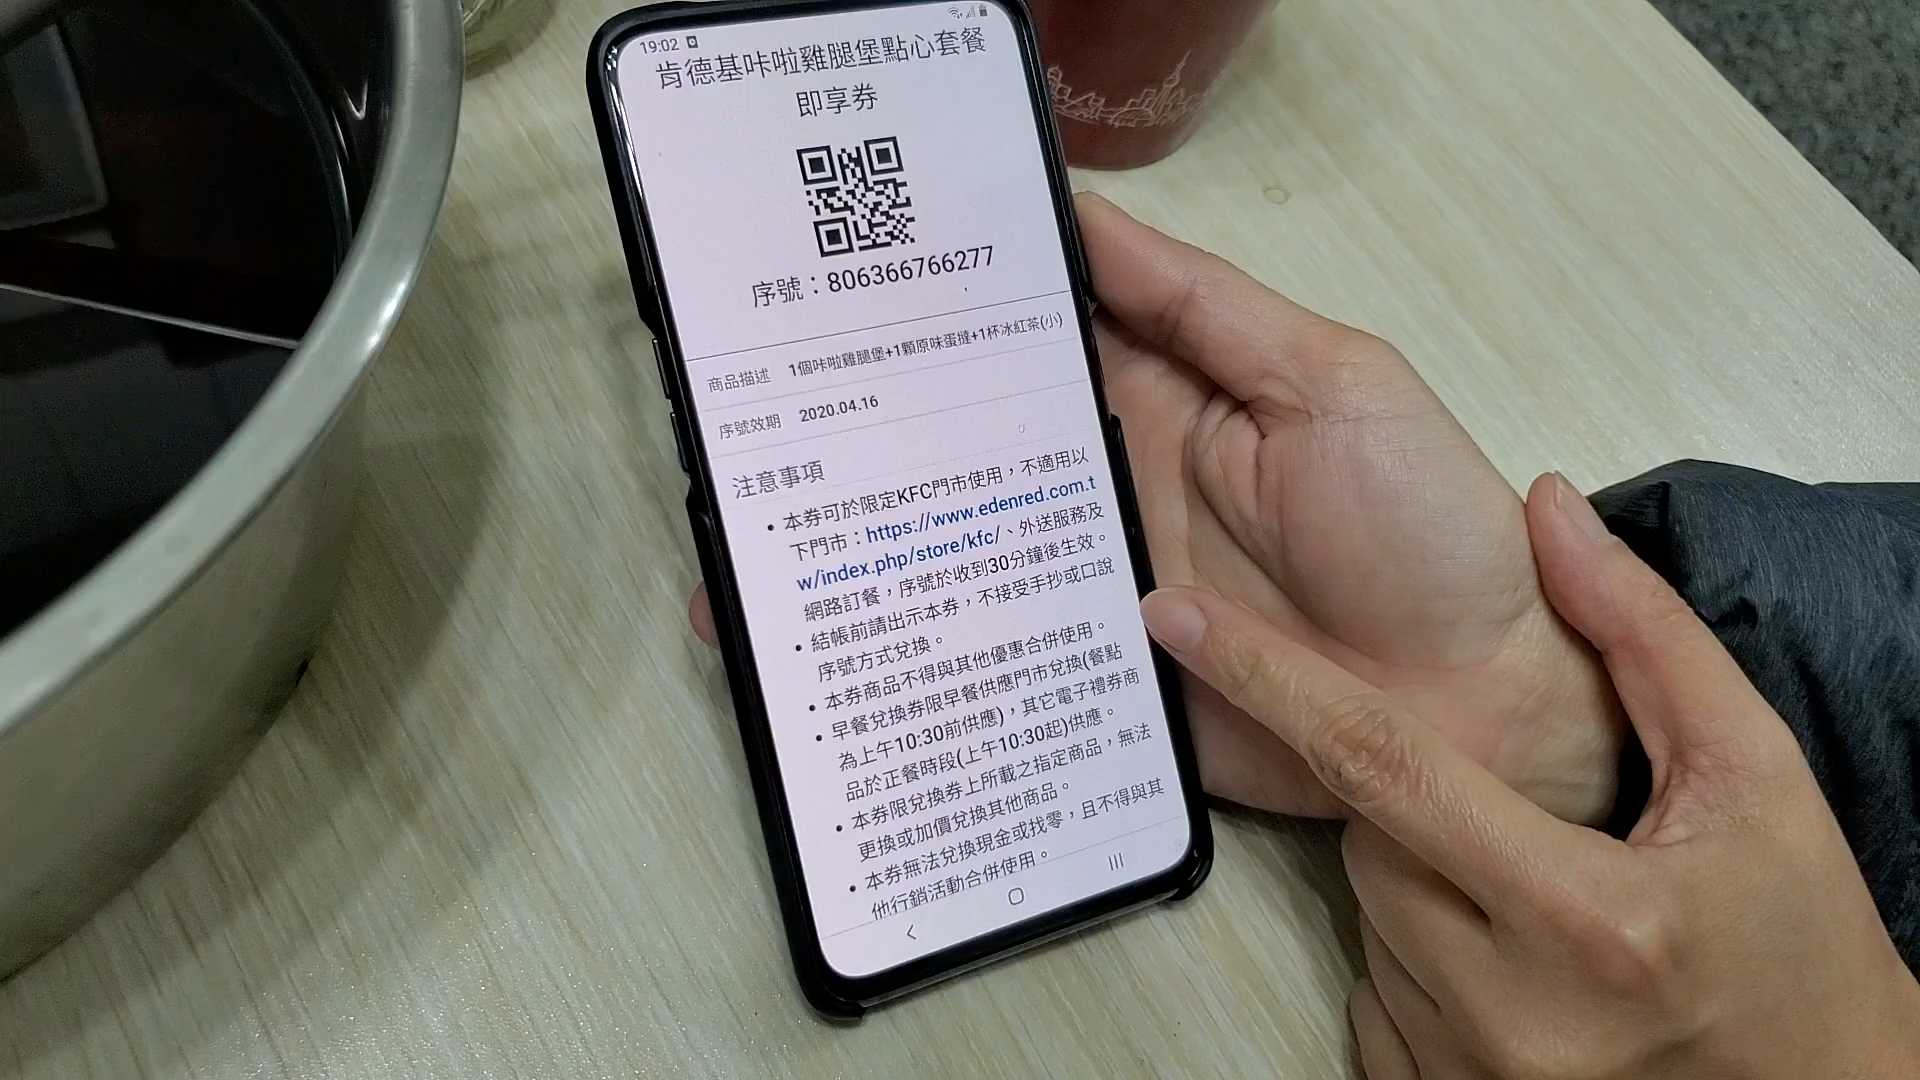 19:02
肯德基咔啦雞腿堡點心套餐
即享券
序號：806366766277
商品描述 1個咔啦雞腿堡+1顆原味蛋撻+1杯冰紅茶(小)
序號效期 2020.04.16
注意事項
• 本券可於限定KFC門市使用，不適用以
下門市：https://www.edenred.com.t
w/index.php/store/kfc/、外送服務及
網路訂餐，序號於收到30分鐘後生效。
• 結帳前請出示本券，不接受手抄或口說
序號方式兌換。
• 本券商品不得與其他優惠合併使用。
• 早餐兌換券限早餐供應門市兌換(餐點
為上午10:30前供應)，其它電子禮券商
品於正餐時段(上午10:30起)供應。
• 本券限兌換券上所載之指定商品，無法
更換或加價兌換其他商品。
• 本券無法兌換現金或找零，且不得與其
他行銷活動合併使用。